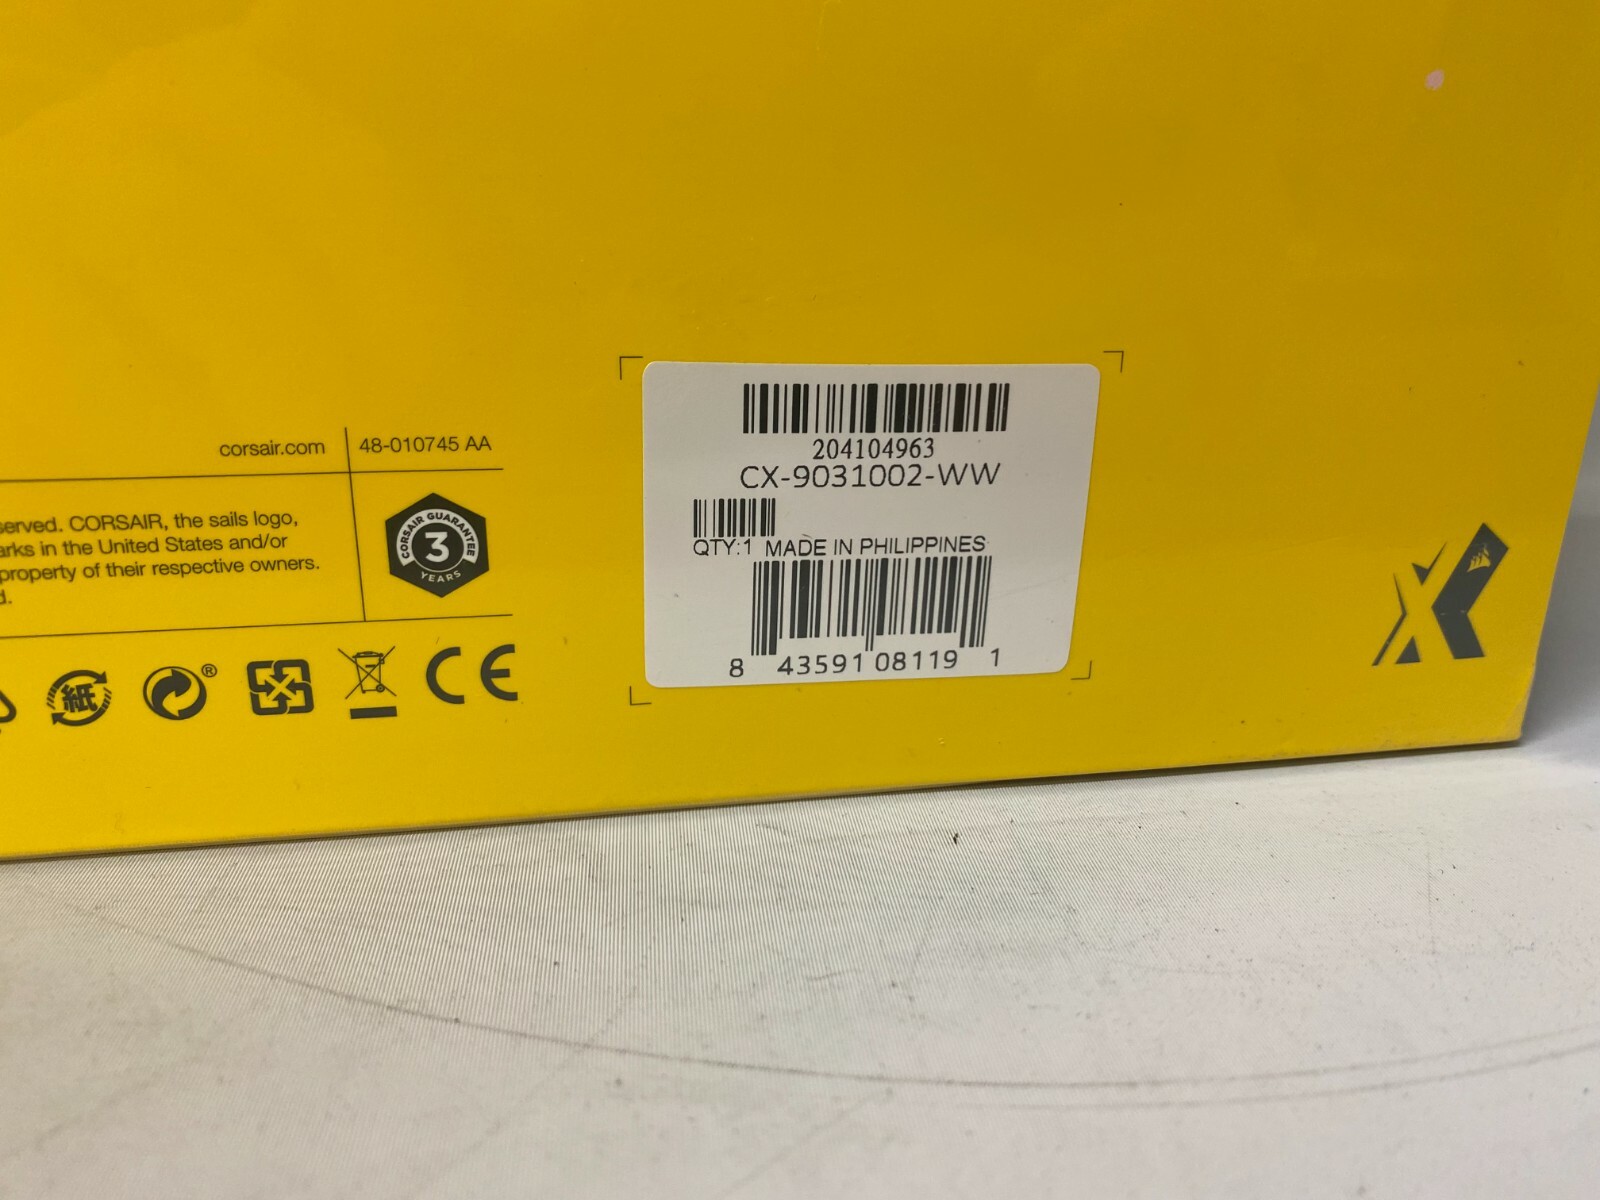 corsair.com
48-010745 AA
served. CORSAIR, the sails logo,
arks in the United States and/or
property of their respective owners.
d.
CORSAIR GUARANTEE
3
YEARS
紙
®
CE
204104963
CX-9031002-WW
QTY:1 MADE IN PHILIPPINES
8 43591 08119 1
X